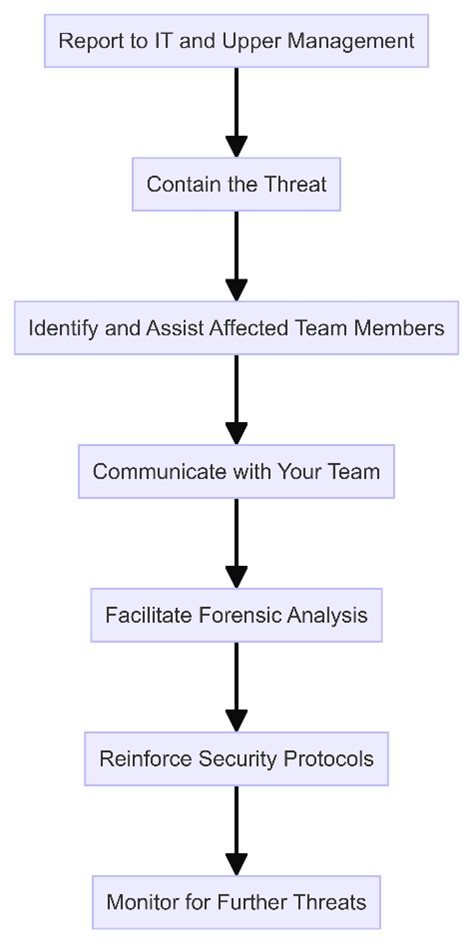 Report to IT and Upper Management
Contain the Threat
Identify and Assist Affected Team Members
Communicate with Your Team
Facilitate Forensic Analysis
Reinforce Security Protocols
Monitor for Further Threats